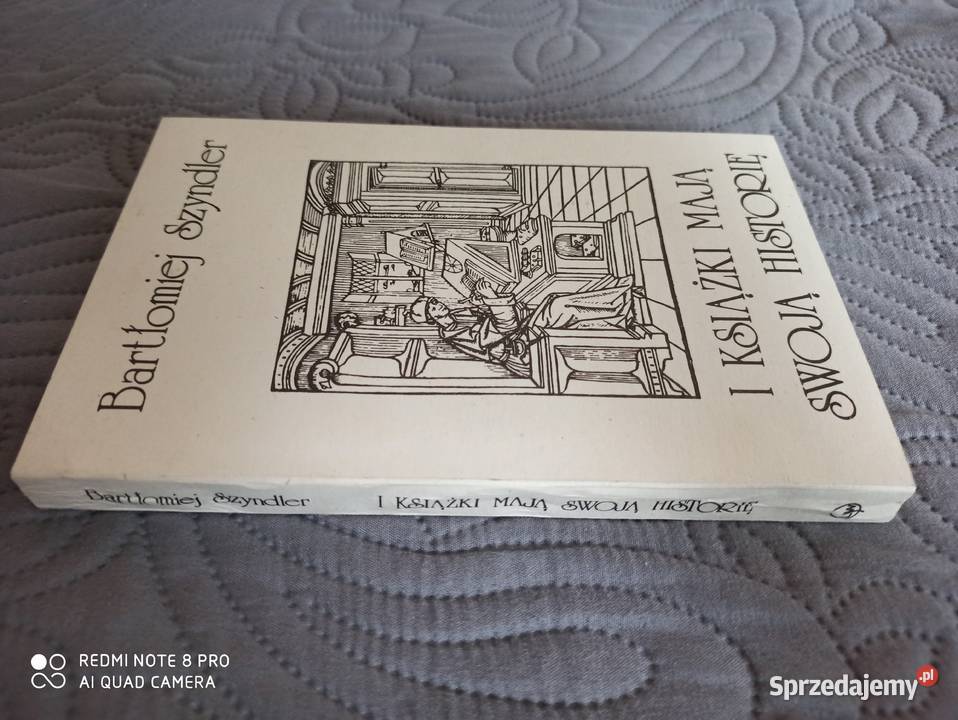 Bartłomiej Szyndler
I KSIĄŻKI MAJĄ
SWOJĄ HISTORIĘ
Bartłomiej Szyndler I KSIĄŻKI MAJĄ SWOJĄ HISTORIĘ
REDMI NOTE 8 PRO
AI QUAD CAMERA
Sprzedajemy.pl